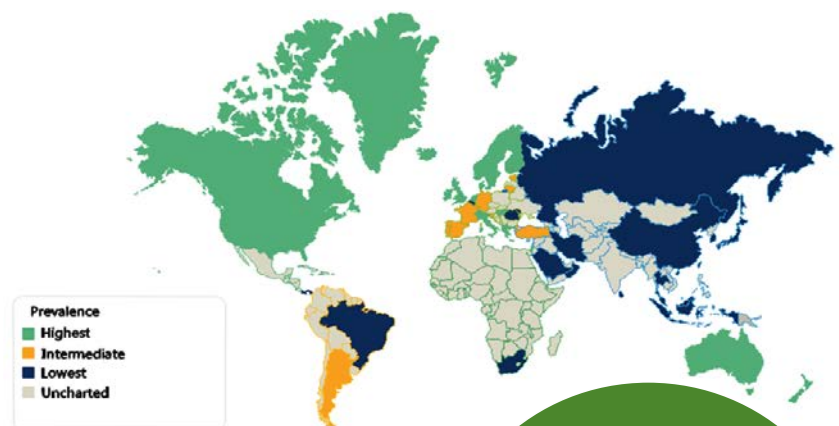 Prevalence
Highest
Intermediate
Lowest
Uncharted